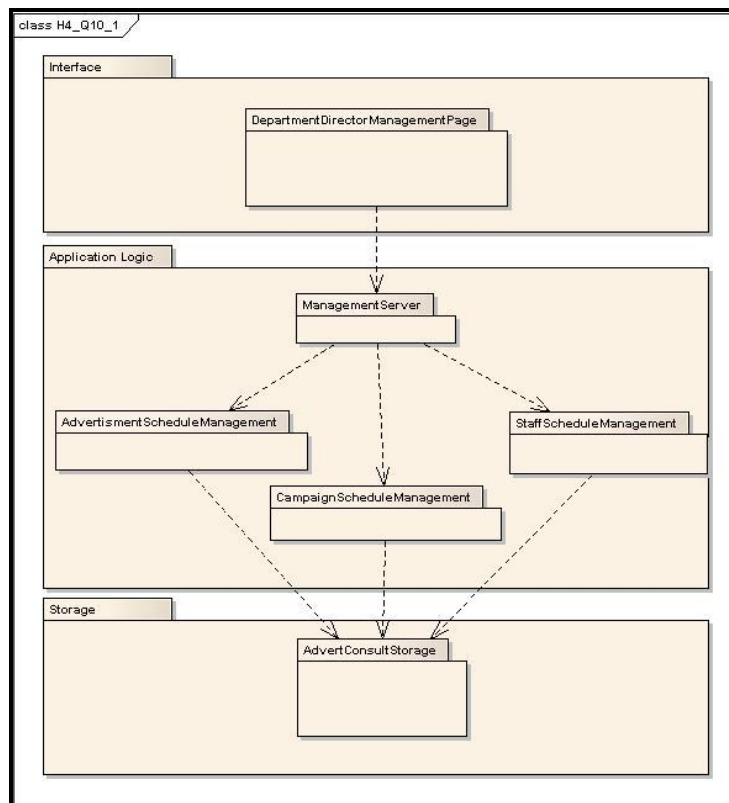 class H4_Q10_1
Interface
DepartmentDirectorManagementPage
Application Logic
ManagementServer
AdvertismentScheduleManagement
StaffScheduleManagement
CampaignScheduleManagement
Storage
AdvertConsultStorage